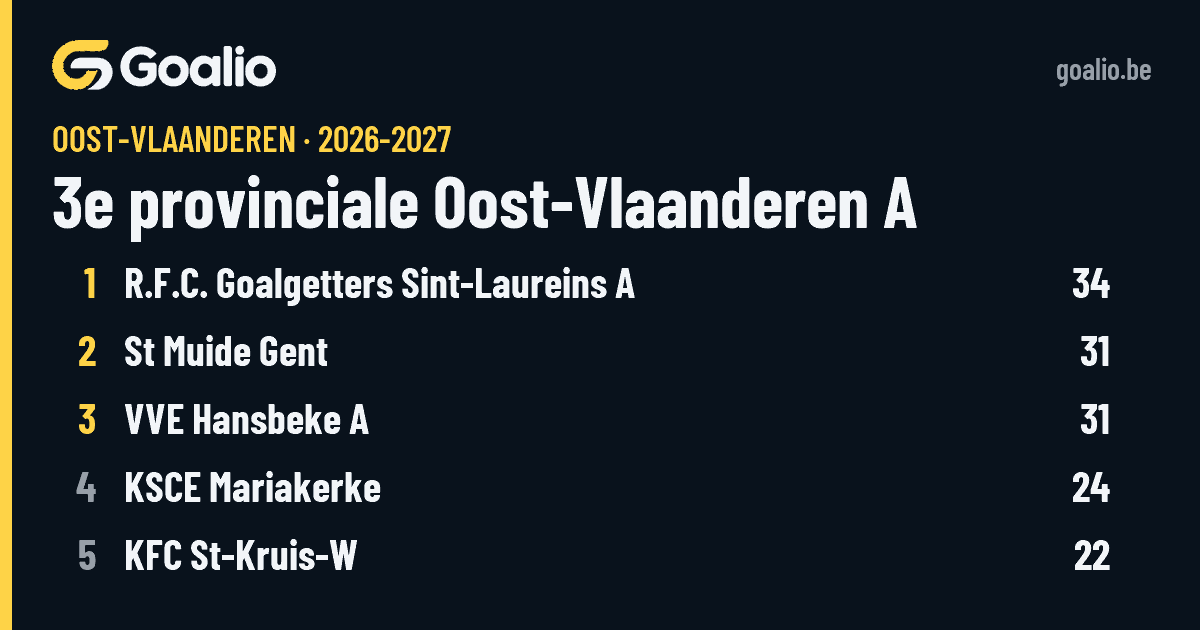 Goalio
goalio.be
OOST-VLAANDEREN · 2026-2027
3e provinciale Oost-Vlaanderen A
1 R.F.C. Goalgetters Sint-Laureins A 34
2 St Muide Gent 31
3 VVE Hansbeke A 31
4 KSCE Mariakerke 24
5 KFC St-Kruis-W 22